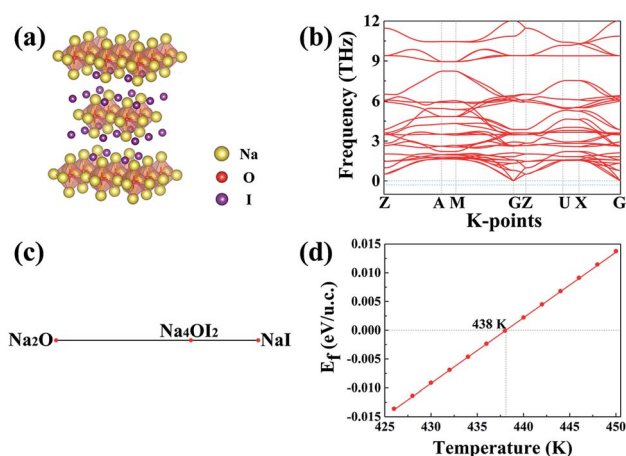 (a)
Na
O
I
(b)
Frequency (THz)
12
9
6
3
0
Z A M G Z U X G
K-points
(c)
Na2O
Na4OI2
NaI
(d)
Ef (eV/u.c.)
0.015
0.010
0.005
0.000
-0.005
-0.010
-0.015
438 K
425 430 435 440 445 450
Temperature (K)